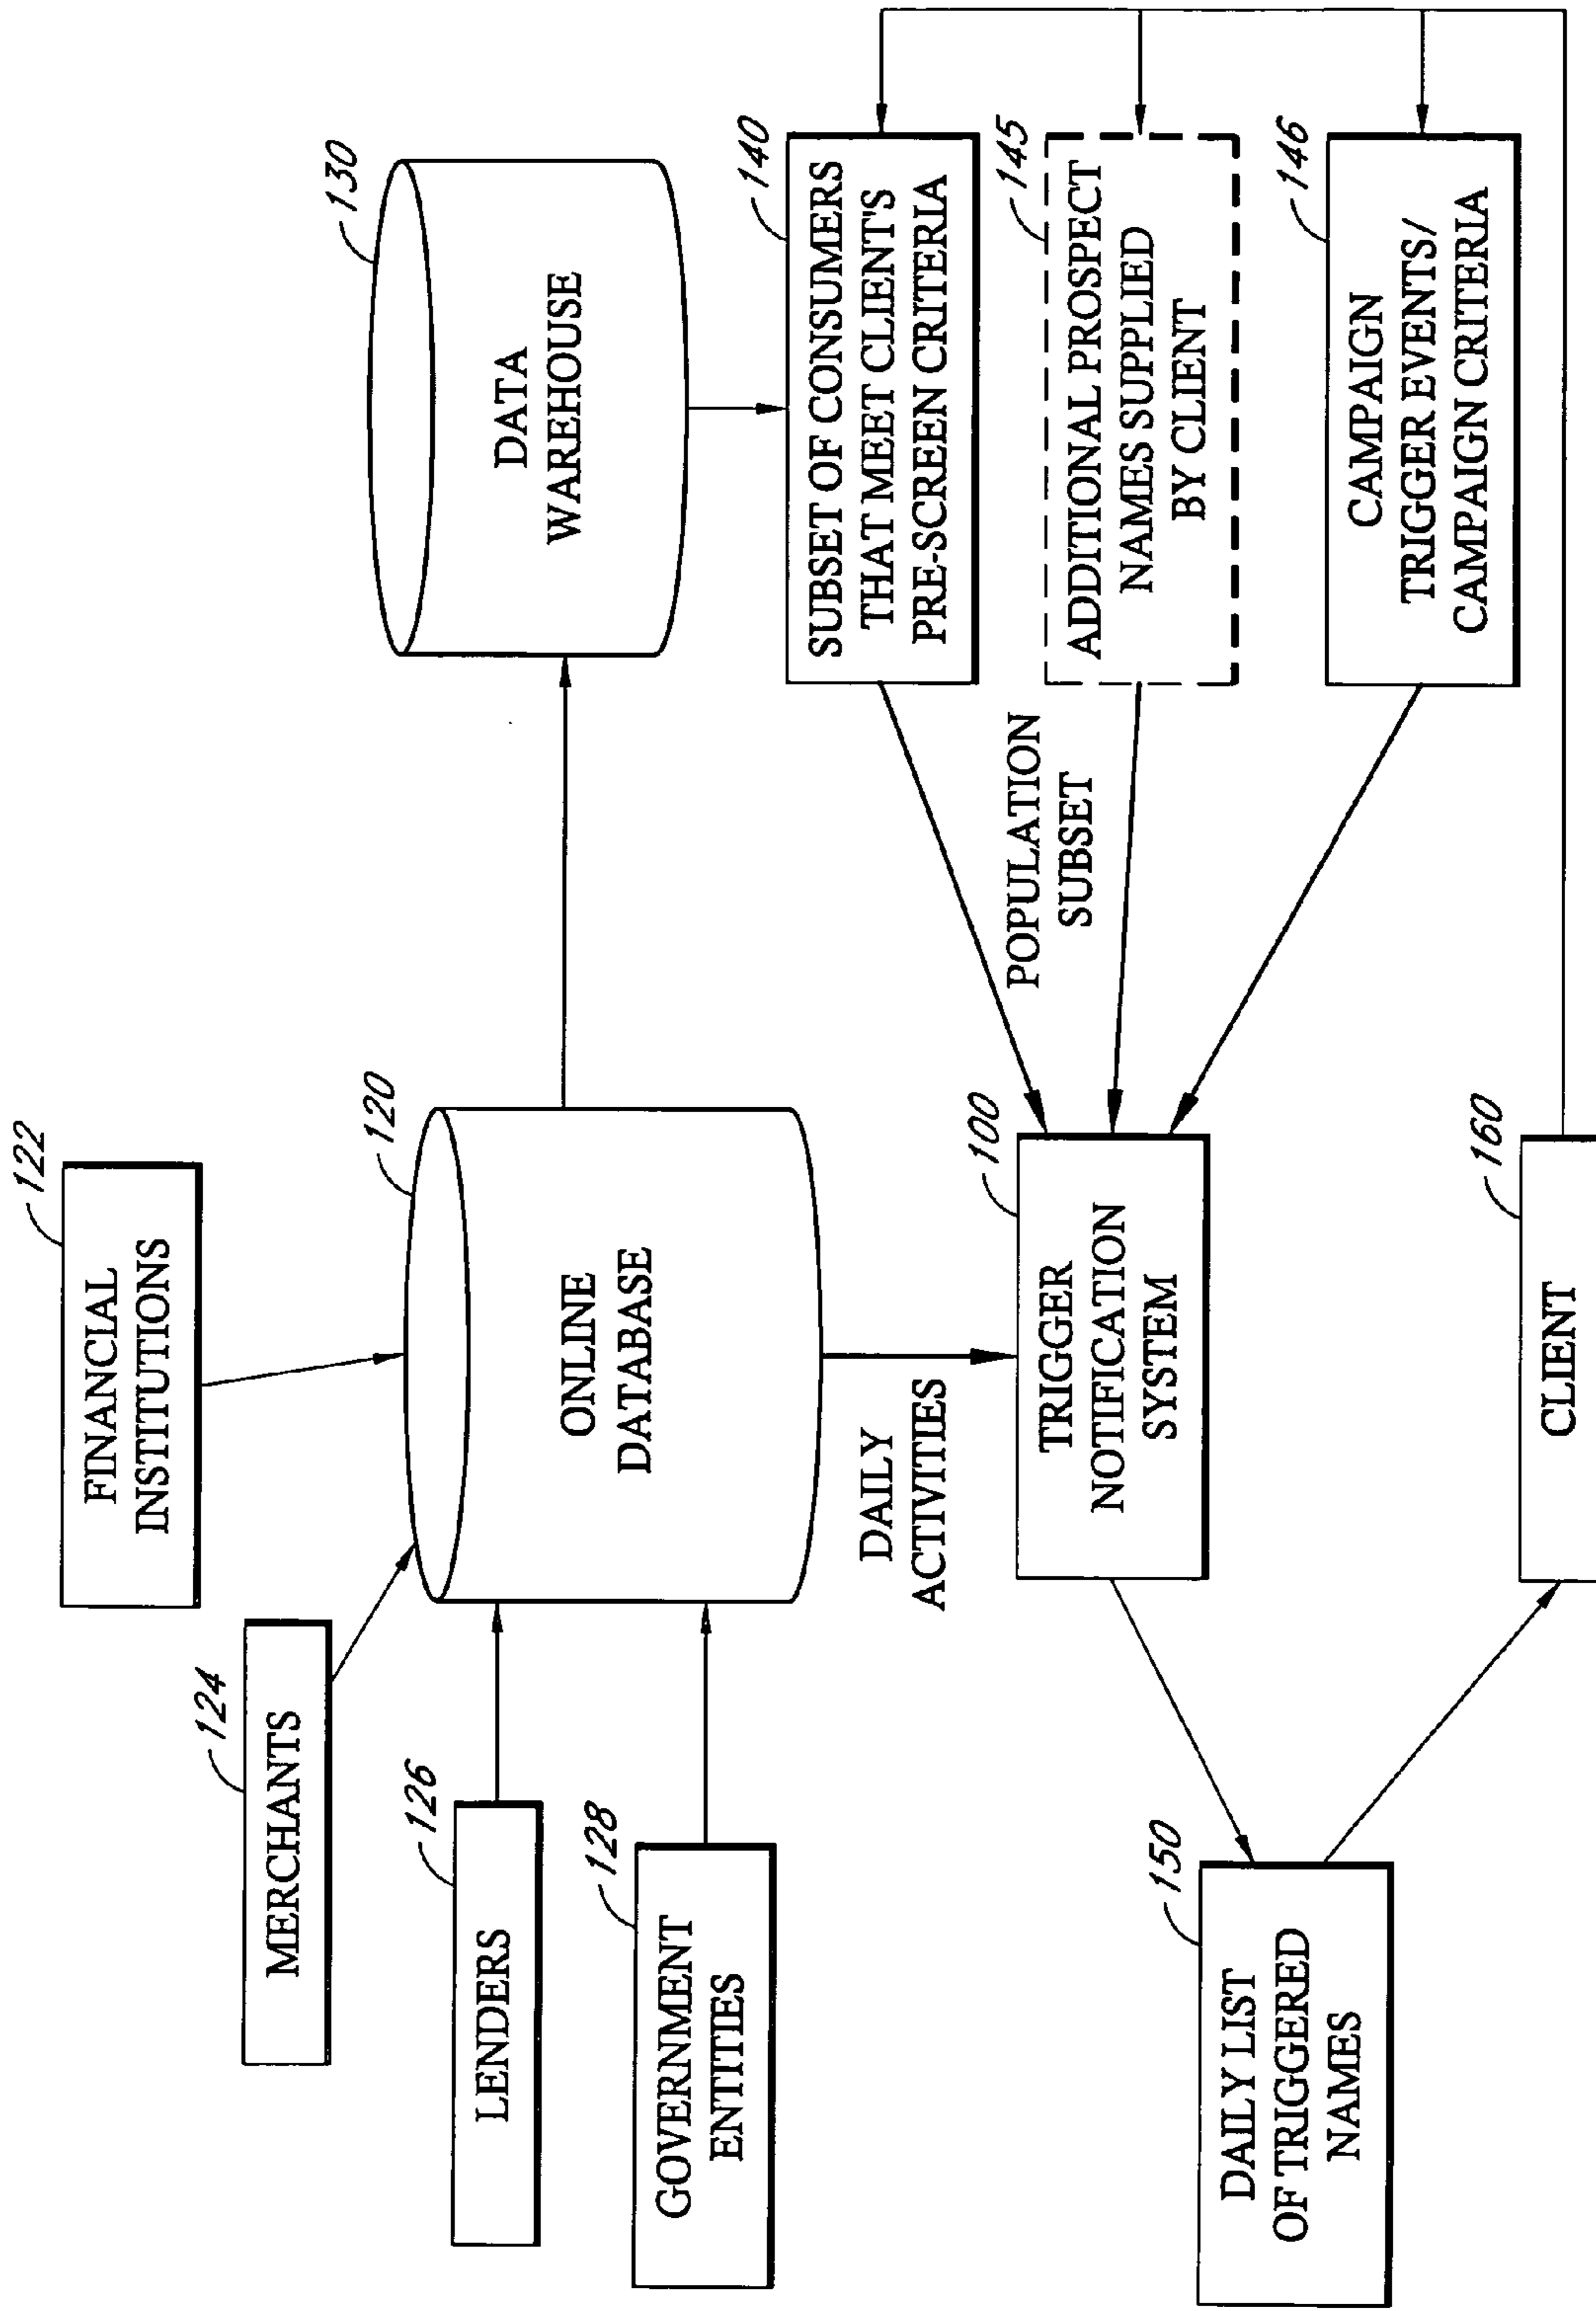 122
FINANCIAL
INSTITUTIONS
124
MERCHANTS
126
LENDERS
128
GOVERNMENT
ENTITIES
120
ONLINE
DATABASE
130
DATA
WAREHOUSE
DAILY
ACTIVITIES
140
SUBSET OF CONSUMERS
THAT MEET CLIENT'S
PRE-SCREEN CRITERIA
100
TRIGGER
NOTIFICATION
SYSTEM
POPULATION
SUBSET
145
ADDITIONAL PROSPECT
NAMES SUPPLIED
BY CLIENT
146
CAMPAIGN
TRIGGER EVENTS/
CAMPAIGN CRITERIA
150
DAILY LIST
OF TRIGGERED
NAMES
160
CLIENT